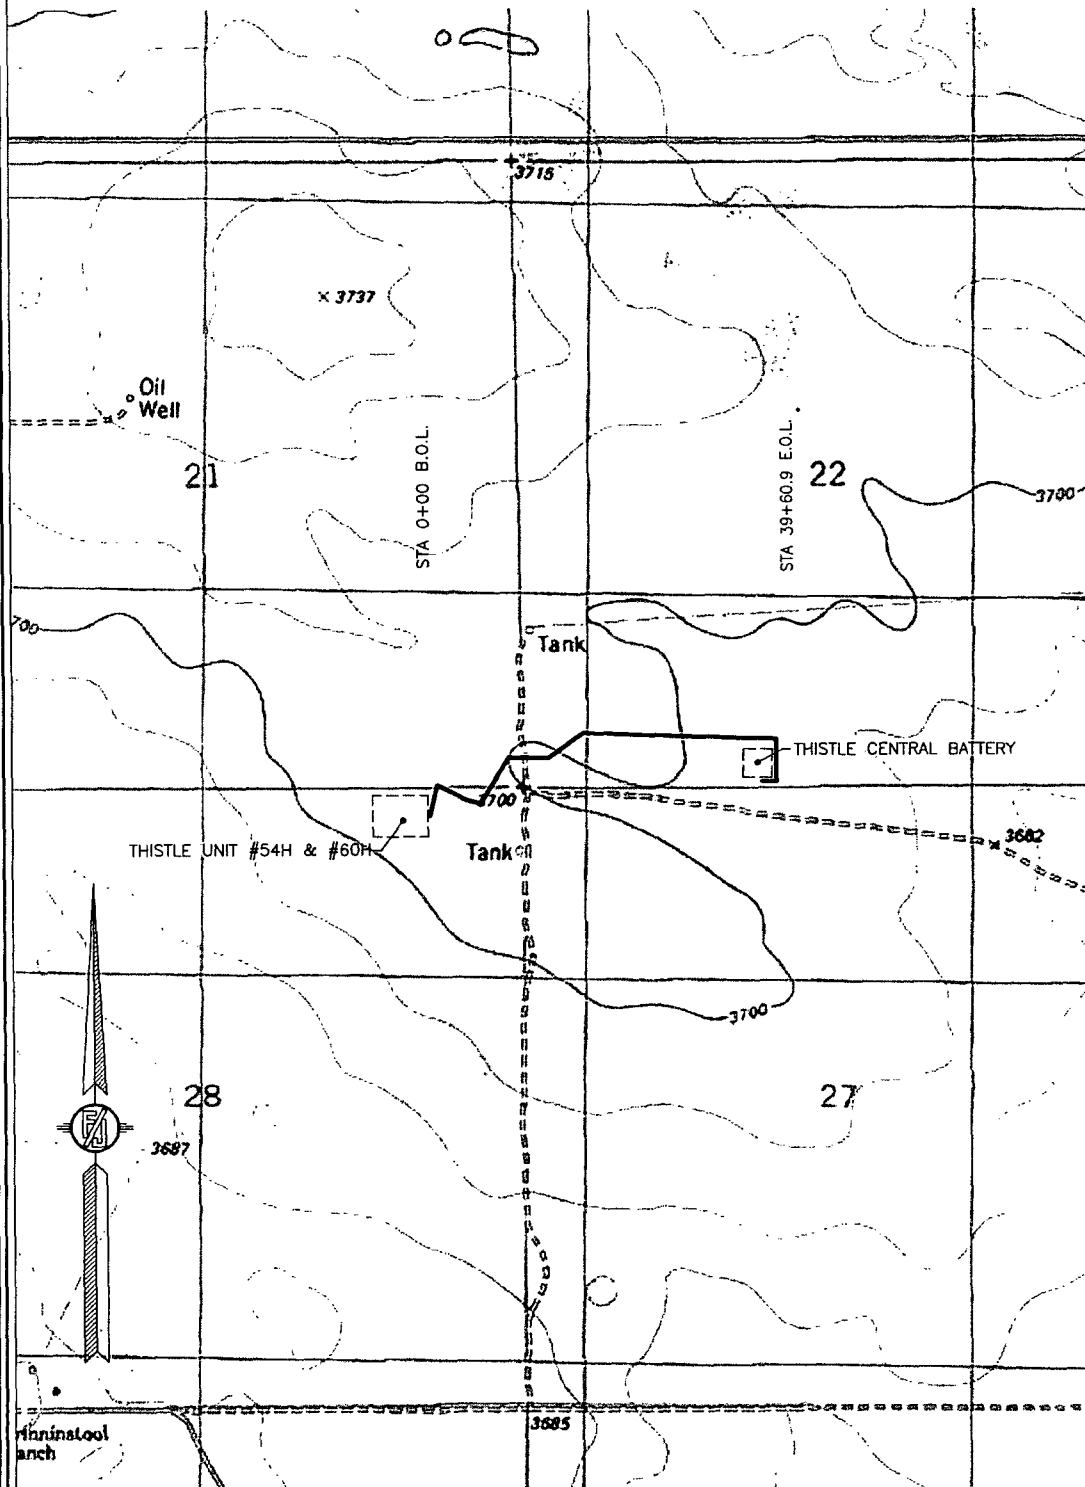 3715
× 3737
Oil
Well
21
STA 0+00 B.O.L.
STA 39+60.9 E.O.L.
22
3700
700
Tank
THISTLE CENTRAL BATTERY
3700
THISTLE UNIT #54H & #60H
Tank
3682
3700
28
27
3687
3685